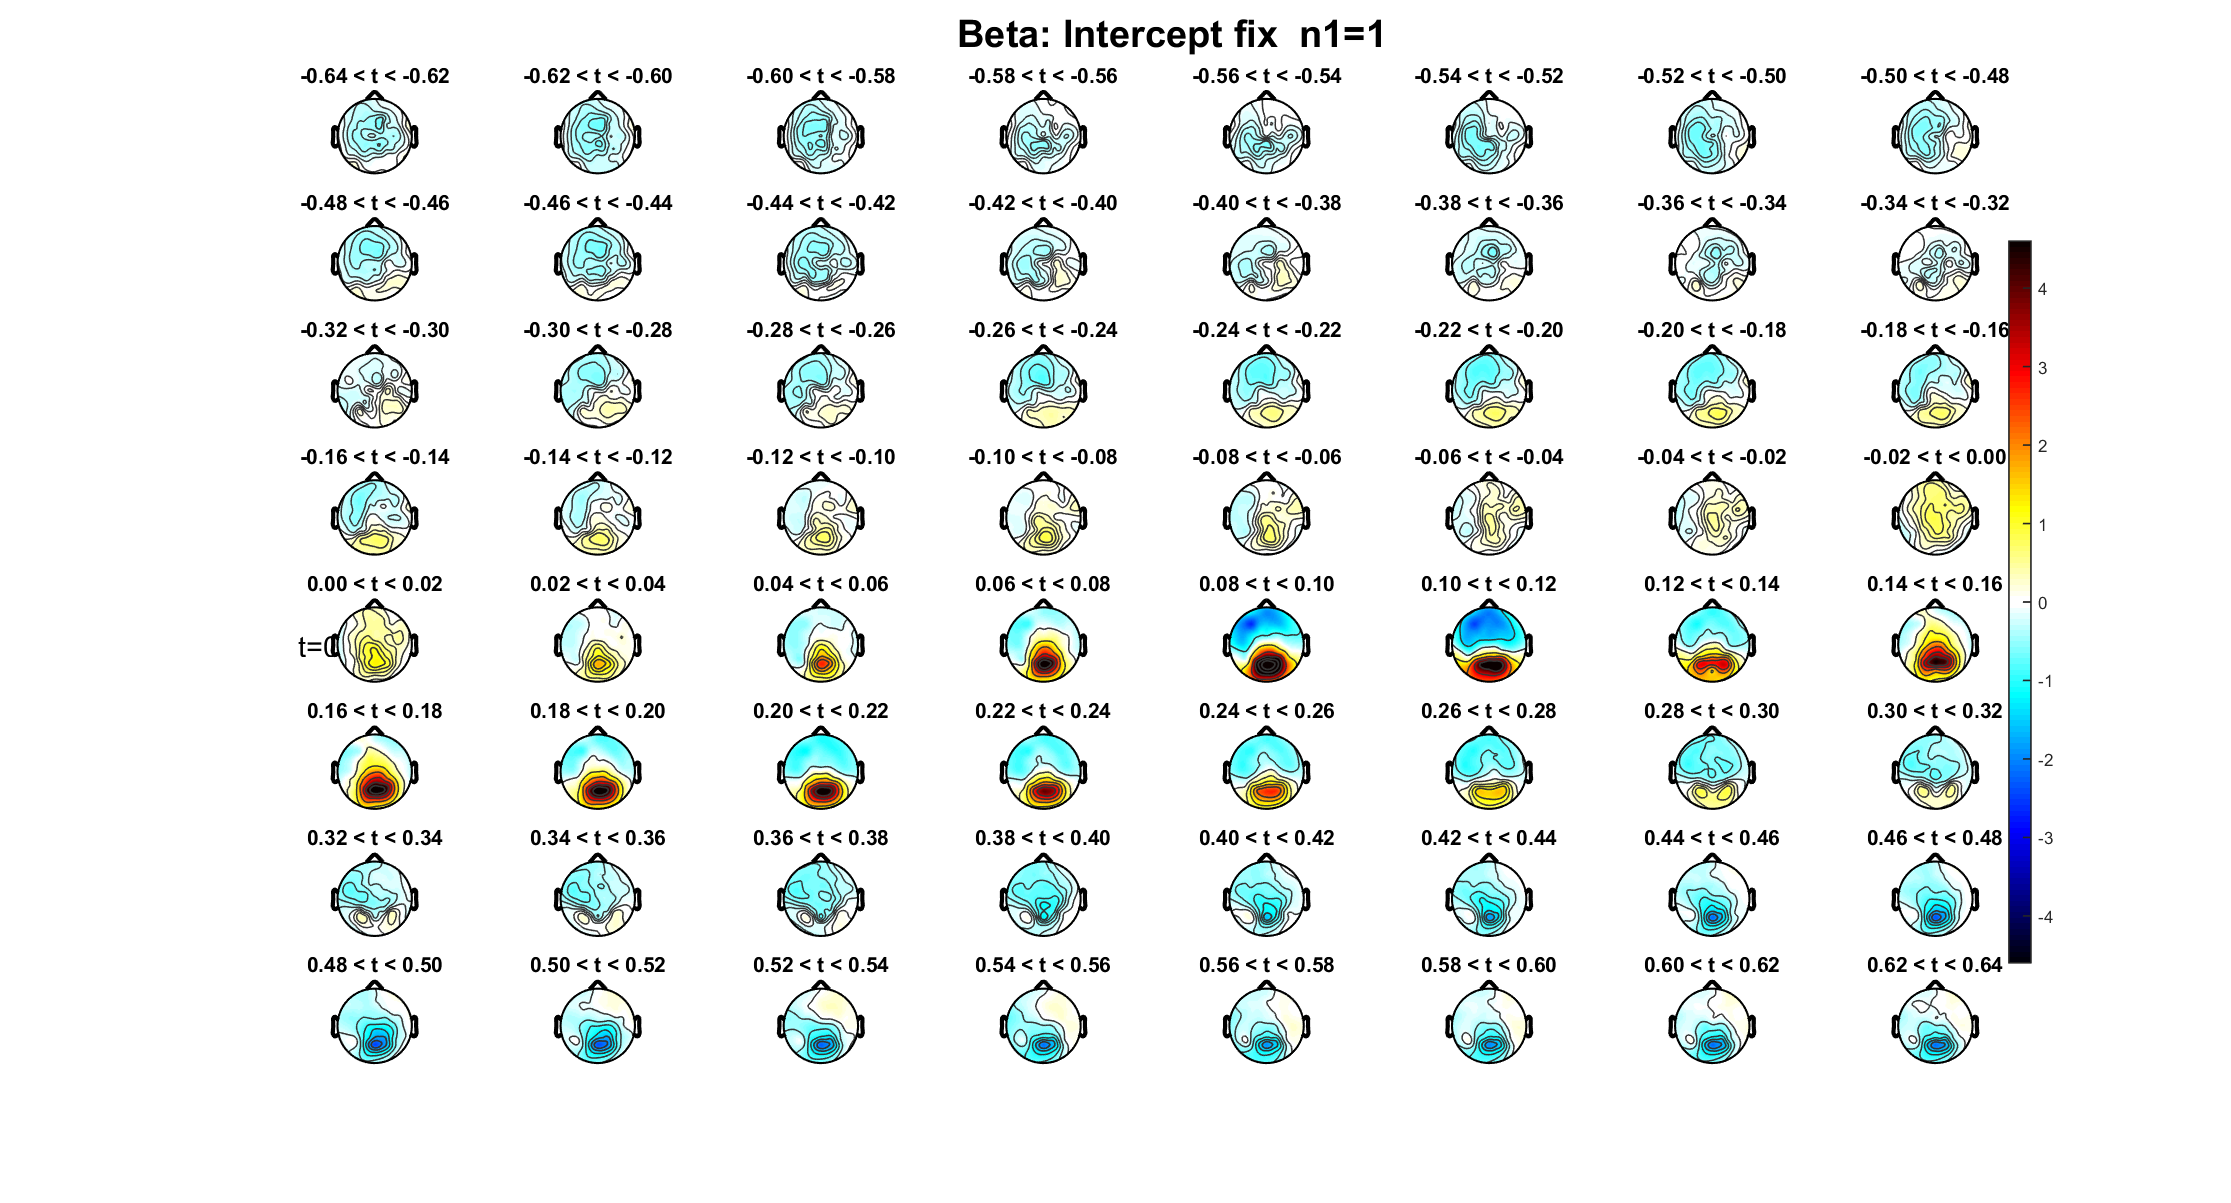 Beta: Intercept fix  n1=1
-0.64 < t < -0.62 -0.62 < t < -0.60 -0.60 < t < -0.58 -0.58 < t < -0.56 -0.56 < t < -0.54 -0.54 < t < -0.52 -0.52 < t < -0.50 -0.50 < t < -0.48
-0.48 < t < -0.46 -0.46 < t < -0.44 -0.44 < t < -0.42 -0.42 < t < -0.40 -0.40 < t < -0.38 -0.38 < t < -0.36 -0.36 < t < -0.34 -0.34 < t < -0.32
-0.32 < t < -0.30 -0.30 < t < -0.28 -0.28 < t < -0.26 -0.26 < t < -0.24 -0.24 < t < -0.22 -0.22 < t < -0.20 -0.20 < t < -0.18 -0.18 < t < -0.16
-0.16 < t < -0.14 -0.14 < t < -0.12 -0.12 < t < -0.10 -0.10 < t < -0.08 -0.08 < t < -0.06 -0.06 < t < -0.04 -0.04 < t < -0.02 -0.02 < t < 0.00
0.00 < t < 0.02 0.02 < t < 0.04 0.04 < t < 0.06 0.06 < t < 0.08 0.08 < t < 0.10 0.10 < t < 0.12 0.12 < t < 0.14 0.14 < t < 0.16
t=0
0.16 < t < 0.18 0.18 < t < 0.20 0.20 < t < 0.22 0.22 < t < 0.24 0.24 < t < 0.26 0.26 < t < 0.28 0.28 < t < 0.30 0.30 < t < 0.32
0.32 < t < 0.34 0.34 < t < 0.36 0.36 < t < 0.38 0.38 < t < 0.40 0.40 < t < 0.42 0.42 < t < 0.44 0.44 < t < 0.46 0.46 < t < 0.48
0.48 < t < 0.50 0.50 < t < 0.52 0.52 < t < 0.54 0.54 < t < 0.56 0.56 < t < 0.58 0.58 < t < 0.60 0.60 < t < 0.62 0.62 < t < 0.64
4
3
2
1
0
-1
-2
-3
-4